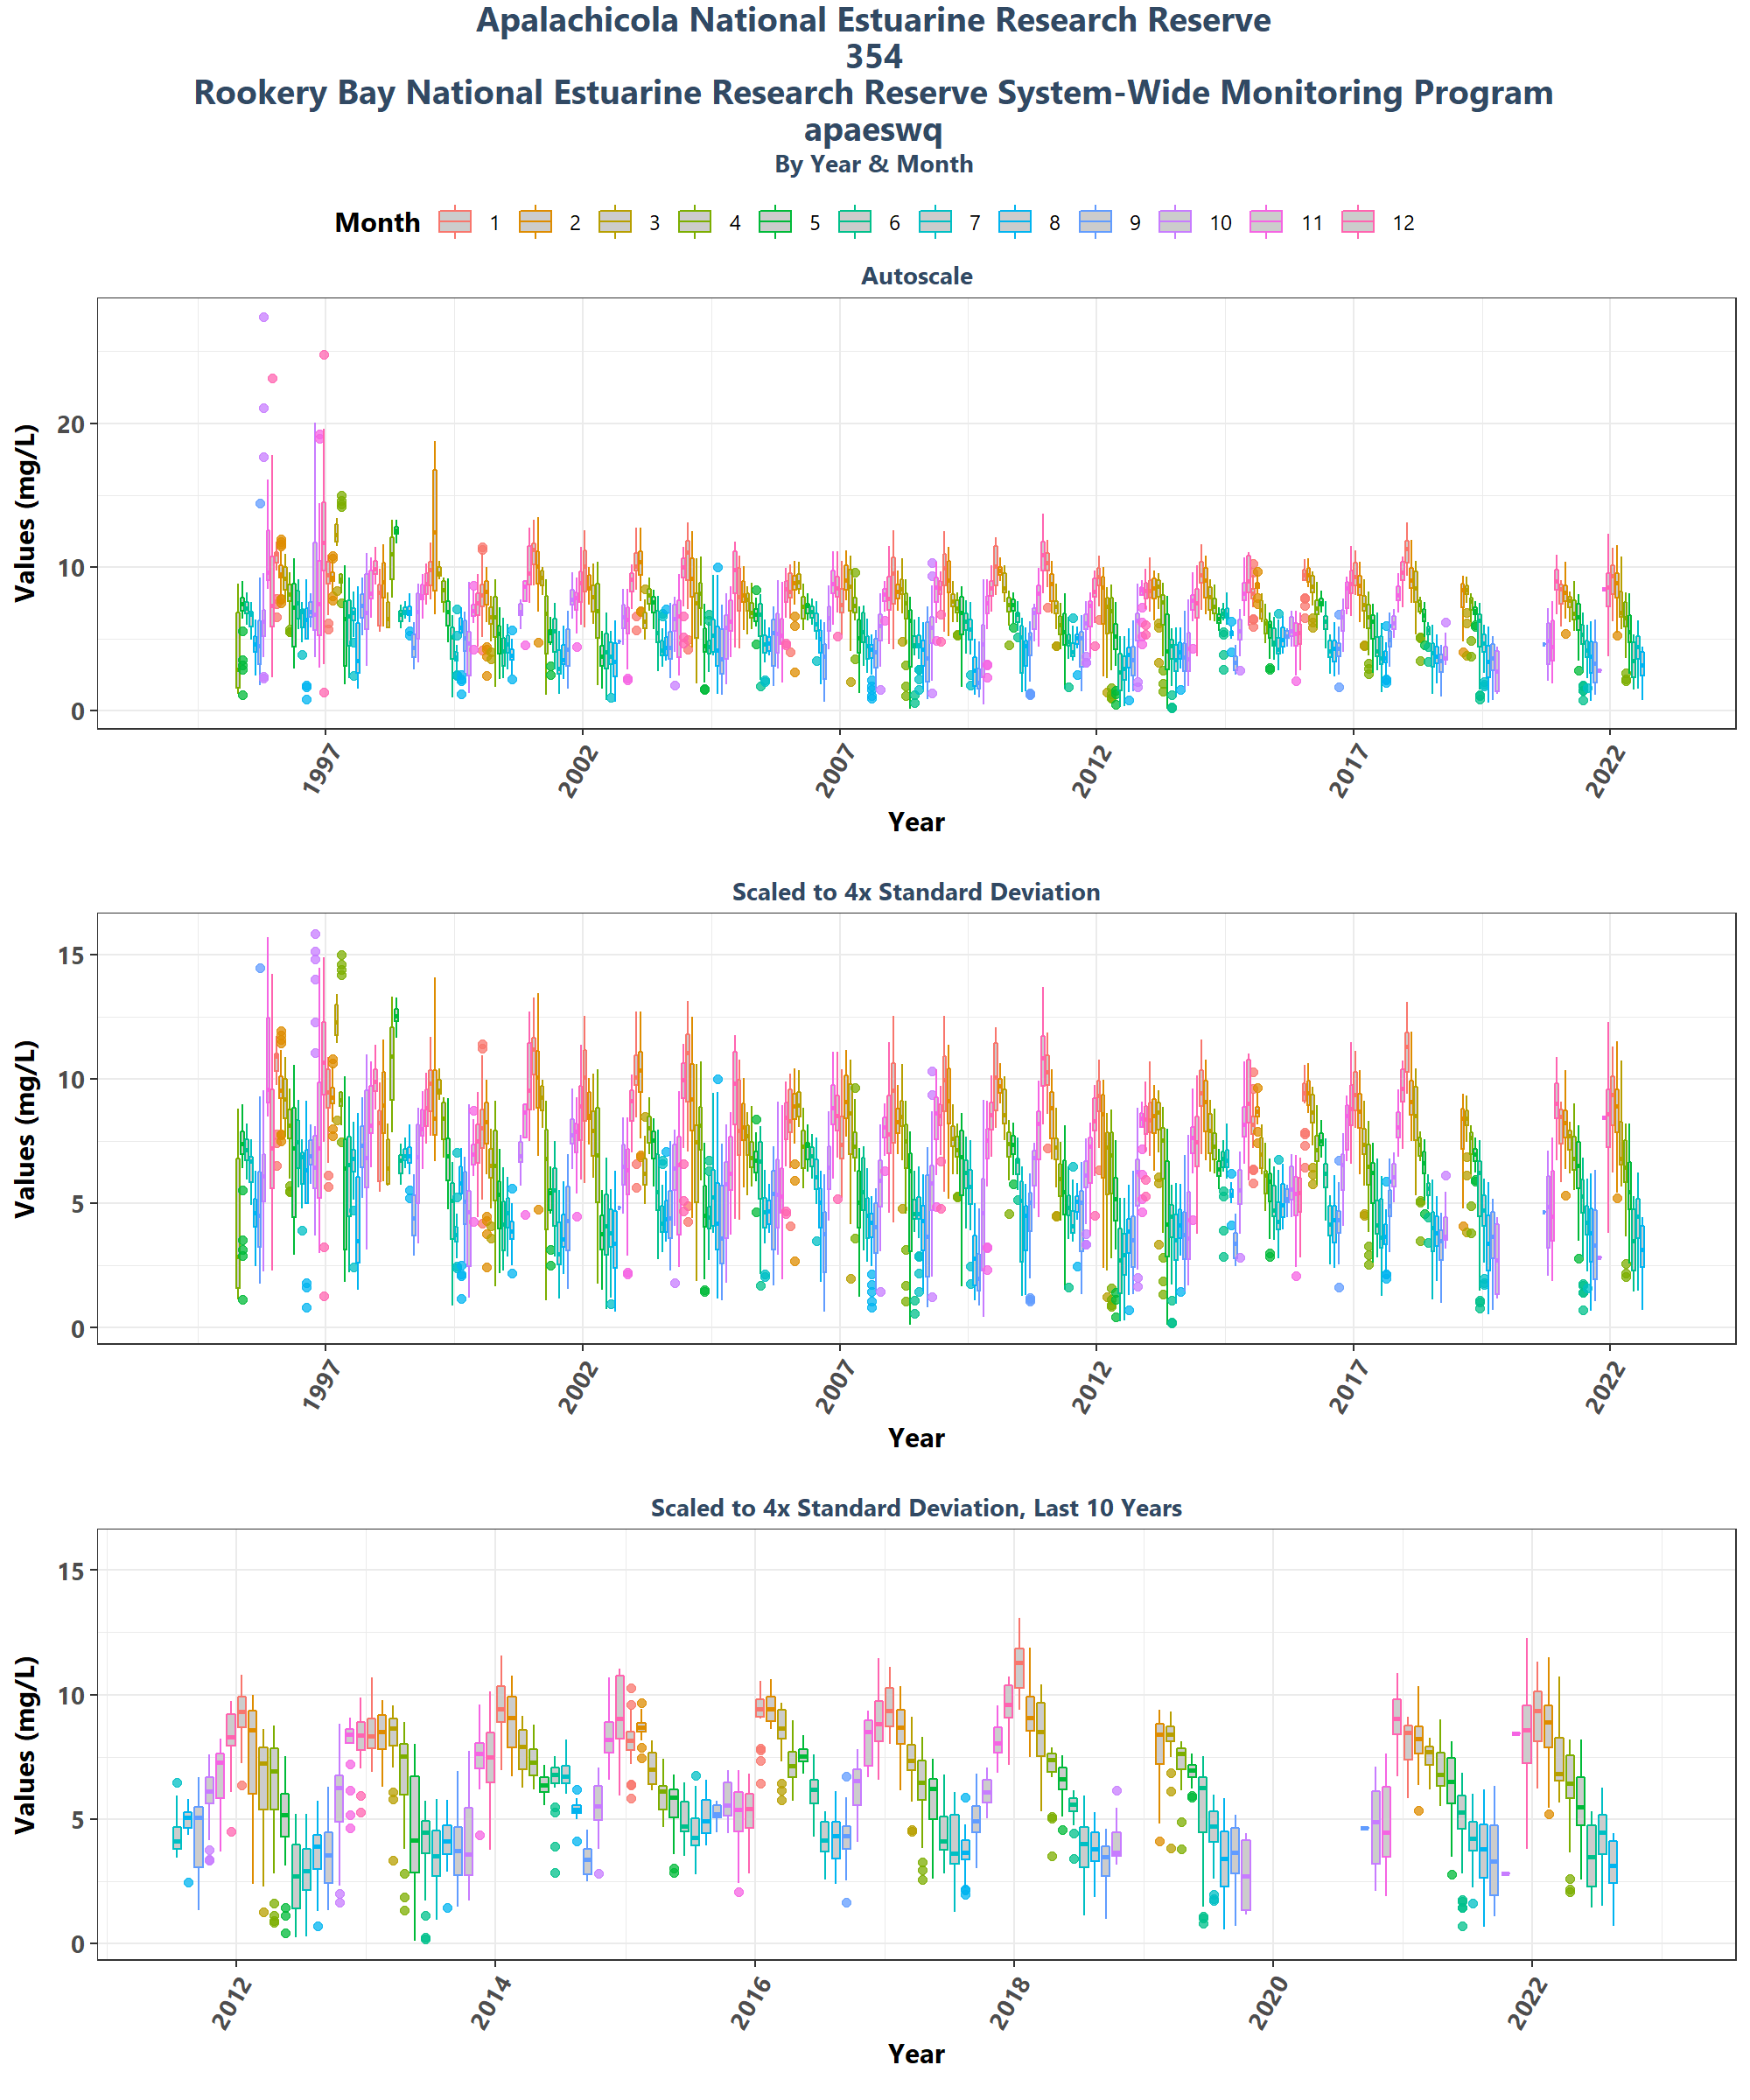 Apalachicola National Estuarine Research Reserve
354
Rookery Bay National Estuarine Research Reserve System-Wide Monitoring Program
apaeswq
By Year & Month
Month 1 2 3 4 5 6 7 8 9 10 11 12
Autoscale
Values (mg/L)
20
10
0
1997 2002 2007 2012 2017 2022
Year
Scaled to 4x Standard Deviation
Values (mg/L)
15
10
5
0
1997 2002 2007 2012 2017 2022
Year
Scaled to 4x Standard Deviation, Last 10 Years
Values (mg/L)
15
10
5
0
2012 2014 2016 2018 2020 2022
Year